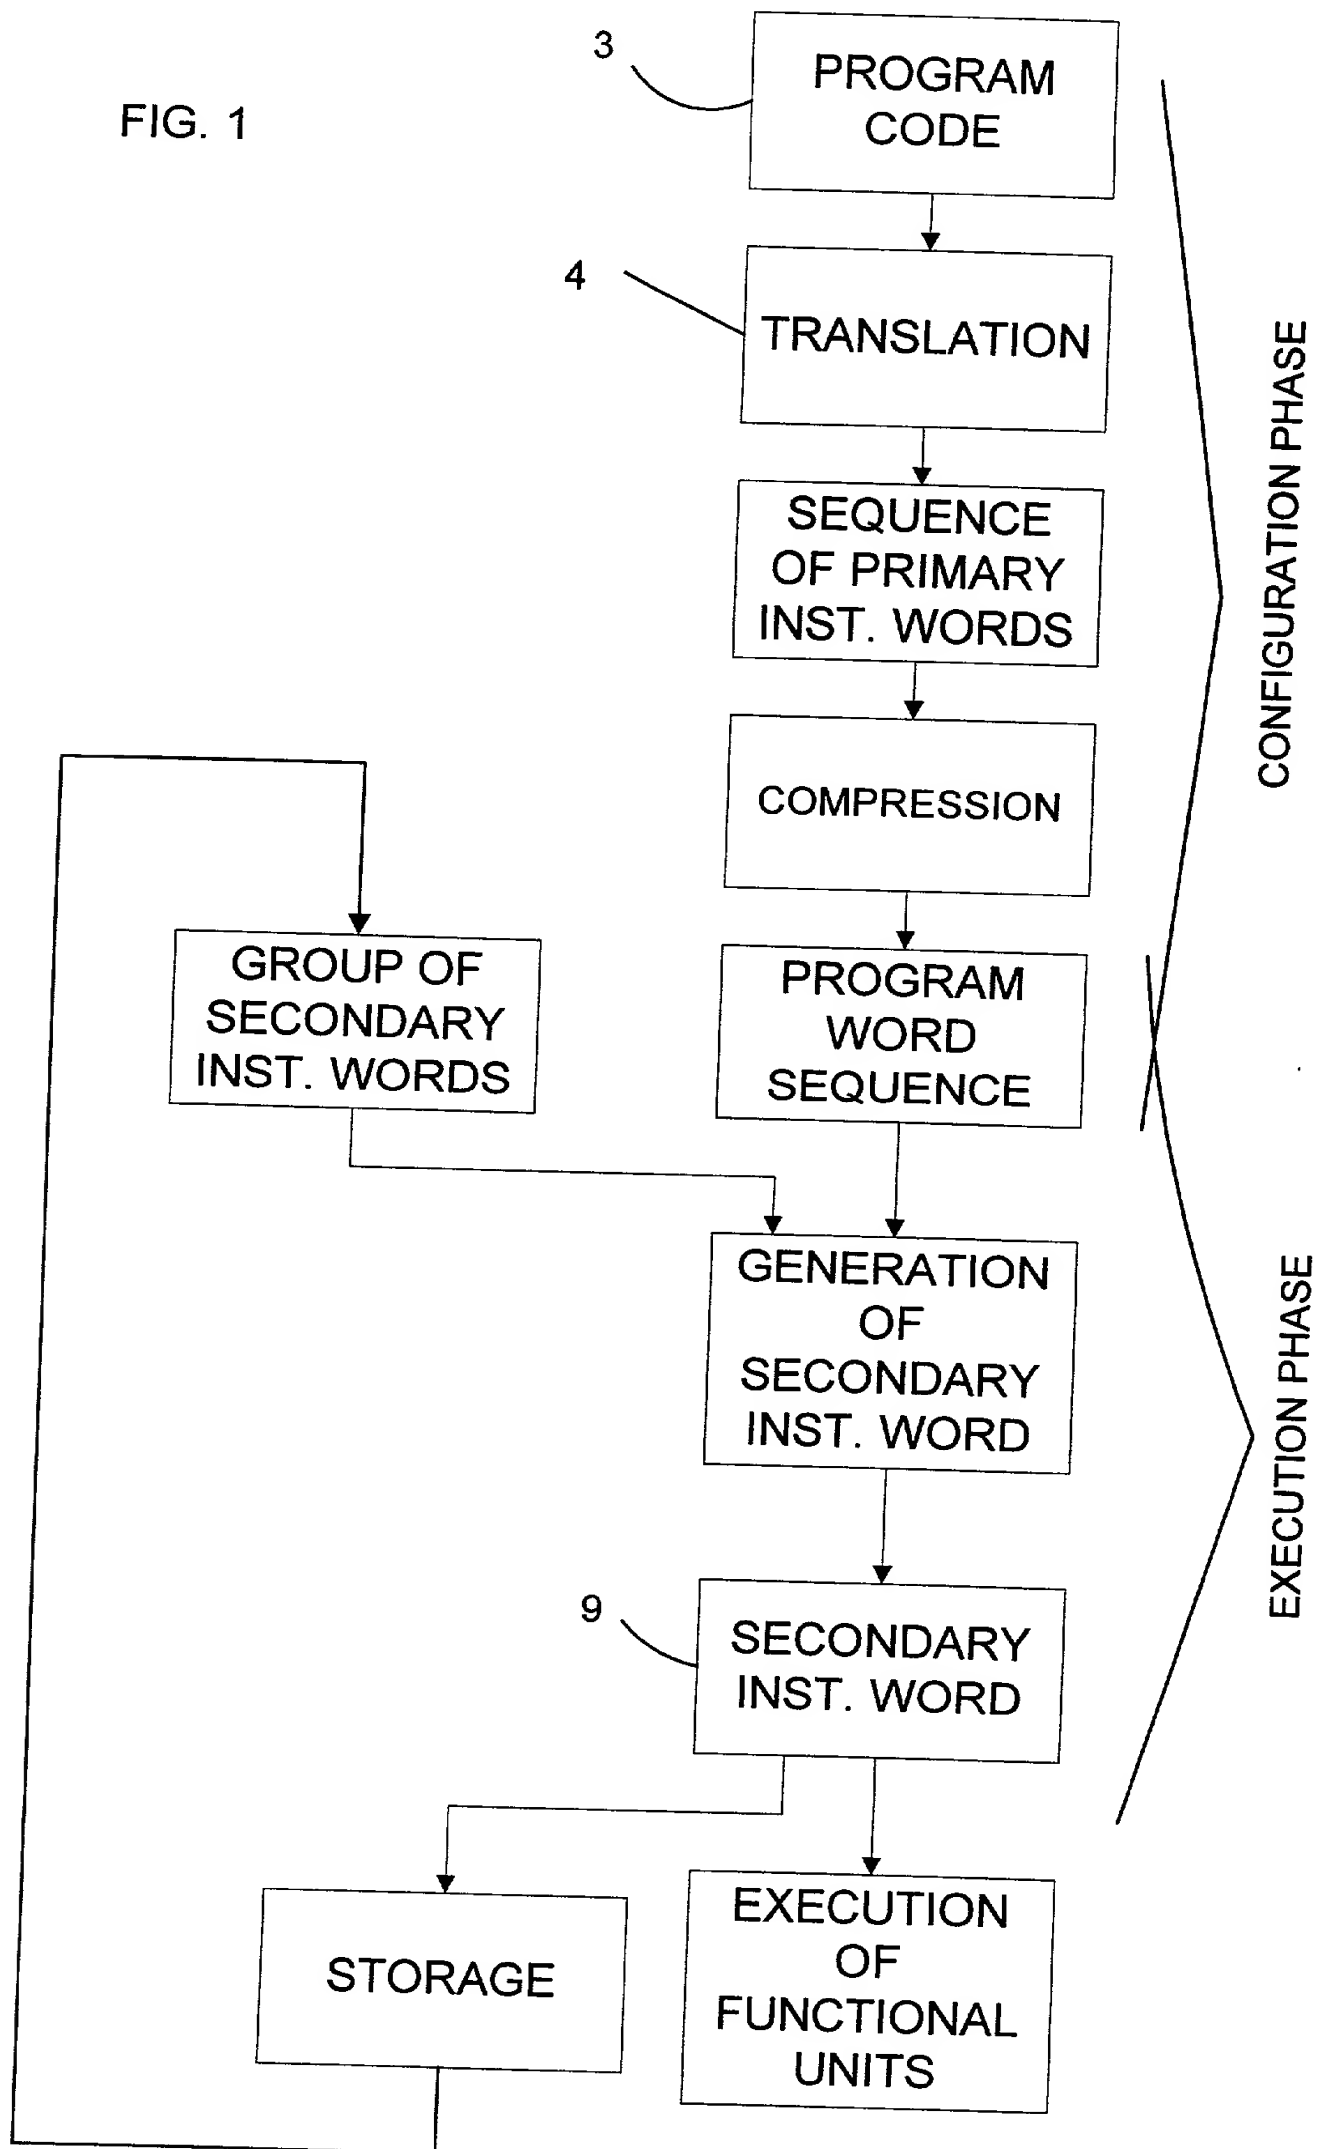 FIG. 1
3
PROGRAM
CODE
4
TRANSLATION
SEQUENCE
OF PRIMARY
INST. WORDS
COMPRESSION
CONFIGURATION PHASE
GROUP OF
SECONDARY
INST. WORDS
PROGRAM
WORD
SEQUENCE
GENERATION
OF
SECONDARY
INST. WORD
EXECUTION PHASE
9
SECONDARY
INST. WORD
STORAGE
EXECUTION
OF
FUNCTIONAL
UNITS